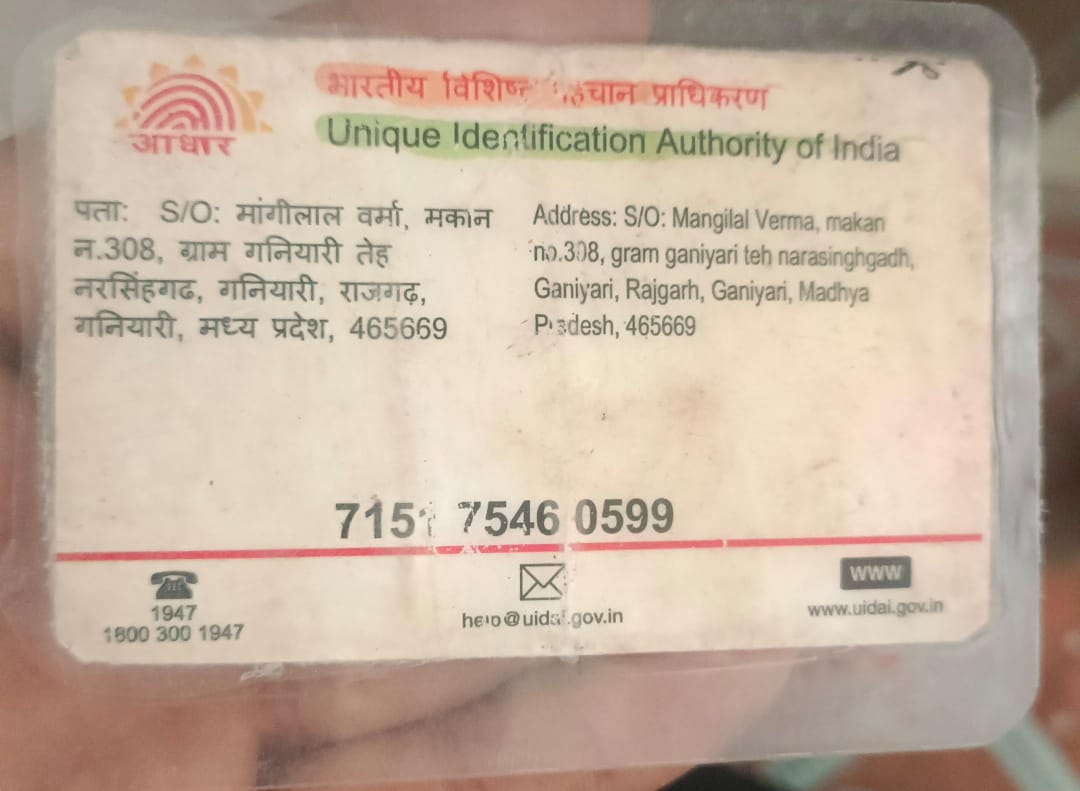 भारतीय विशिष्ट पहचान प्राधिकरण
आधार
Unique Identification Authority of India
पता: S/O: मांगीलाल वर्मा, मकान
न.308, ग्राम गनियारी तेह
नरसिंहगढ, गनियारी, राजगढ़,
गनियारी, मध्य प्रदेश, 465669
Address: S/O: Mangilal Verma, makan
no.308, gram ganiyari teh narasinghgadh,
Ganiyari, Rajgarh, Ganiyari, Madhya
Pradesh, 465669
7546 0599
1947
1800 300 1947
help@uidai.gov.in
www
www.uidai.gov.in